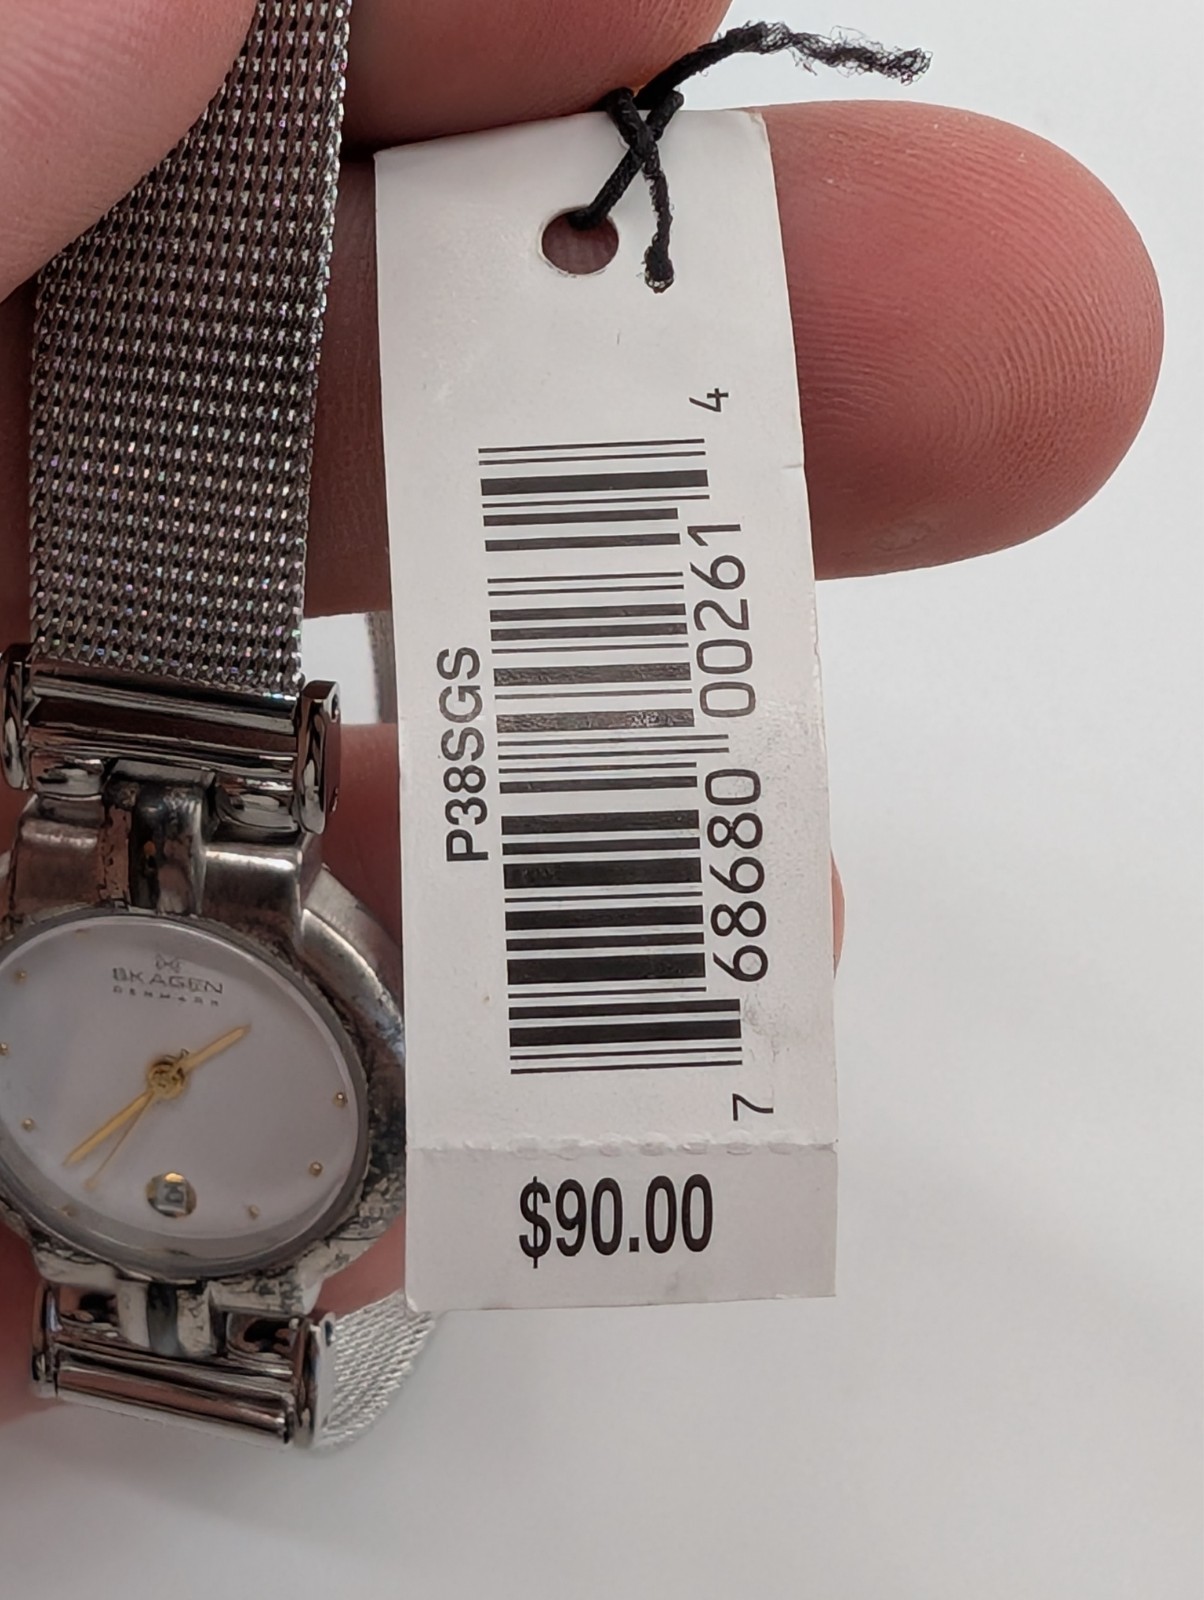 SKAGEN
DENMARK
P38SGS
7 68680 00261 4
$90.00